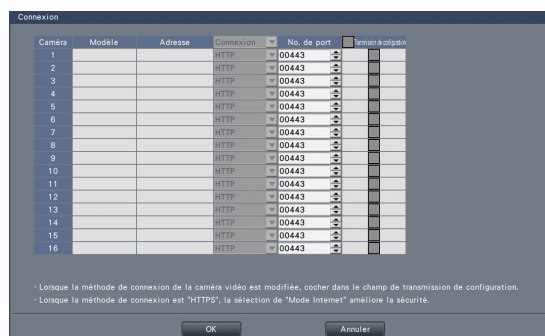 Connexion
Caméra Modèle Adresse Connexion No. de port Transmission de configuration
1 HTTP 00443
2 HTTP 00443
3 HTTP 00443
4 HTTP 00443
5 HTTP 00443
6 HTTP 00443
7 HTTP 00443
8 HTTP 00443
9 HTTP 00443
10 HTTP 00443
11 HTTP 00443
12 HTTP 00443
13 HTTP 00443
14 HTTP 00443
15 HTTP 00443
16 HTTP 00443
· Lorsque la méthode de connexion de la caméra vidéo est modifiée, cocher dans le champ de transmission de configuration.
· Lorsque la méthode de connexion est "HTTPS", la sélection de "Mode Internet" améliore la sécurité.
OK Annuler